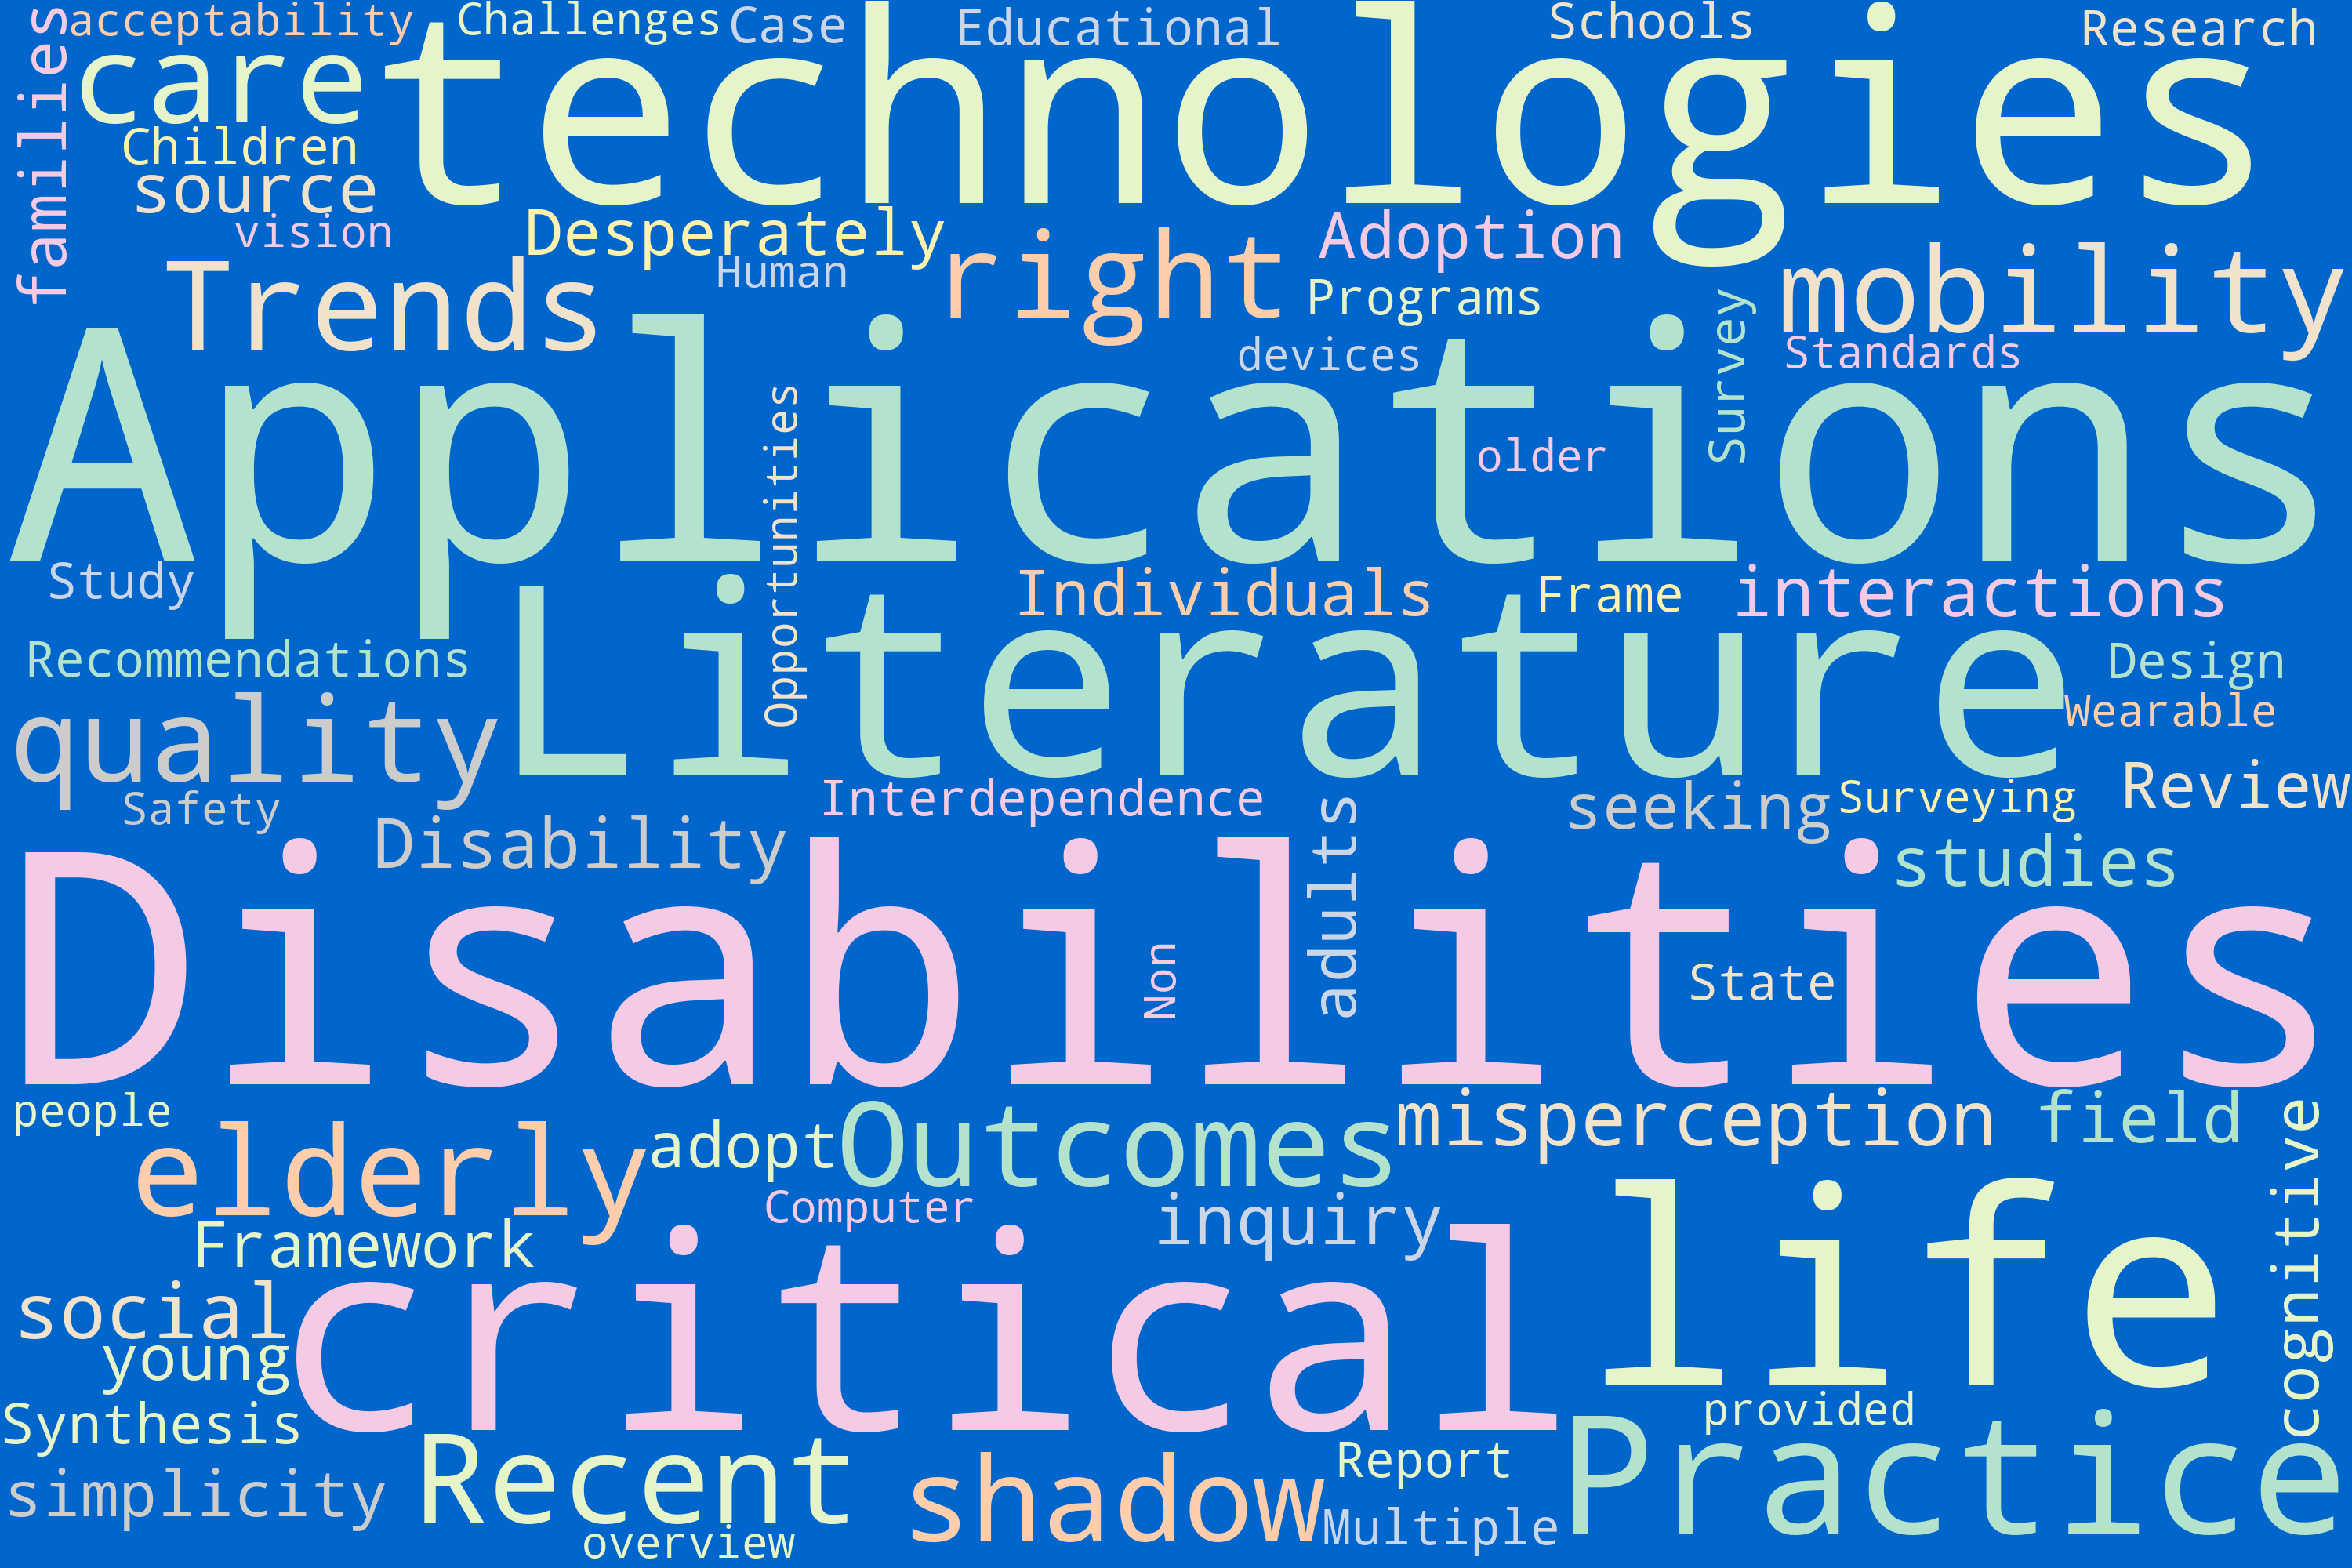 acceptability
Challenges
Case
Educational
Schools
Research
families
care
technologies
Children
source
vision
Desperately
Human
right
Adoption
Programs
mobility
Trends
devices
Survey
Standards
Applications
Opportunities
older
Study
Individuals
Frame
interactions
Recommendations
Literature
Design
Wearable
quality
Safety
Interdependence
seeking
Surveying
Review
Disability
adults
studies
Disabilities
Non
State
people
elderly
adopt
Outcomes
misperception
field
cognitive
Computer
inquiry
Framework
life
social
critical
young
Synthesis
provided
Recent
shadow
Report
Practice
simplicity
overview
Multiple